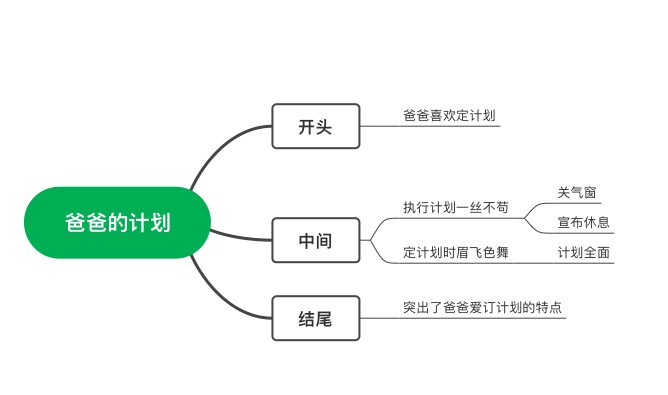 爸爸的计划
开头
爸爸喜欢定计划
中间
执行计划一丝不苟
关气窗
宣布休息
定计划时眉飞色舞
计划全面
结尾
突出了爸爸爱订计划的特点